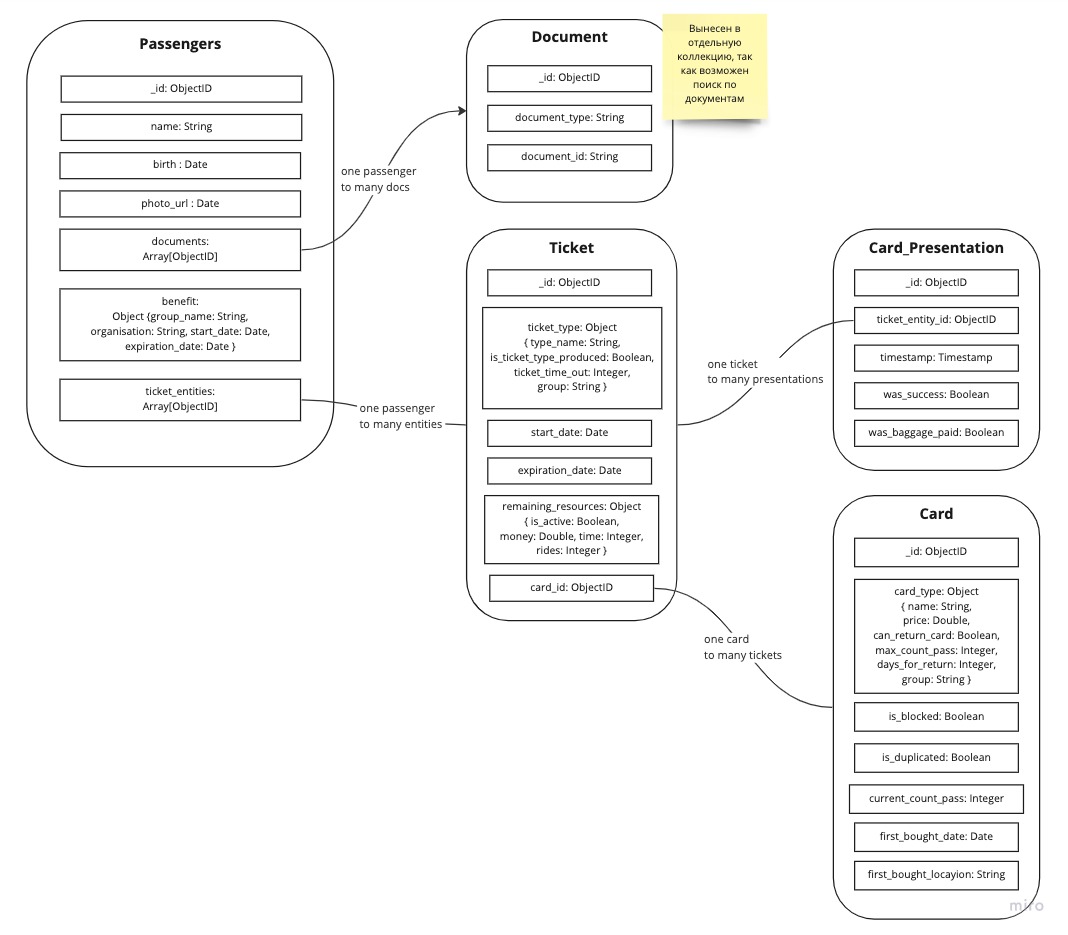 Passengers
_id: ObjectID
name: String
birth : Date
photo_url : Date
documents:
Array[ObjectID]
benefit:
Object {group_name: String,
organisation: String, start_date: Date,
expiration_date: Date }
ticket_entities:
Array[ObjectID]
one passenger
to many docs
one passenger
to many entities
Document
_id: ObjectID
document_type: String
document_id: String
Вынесен в
отдельную
коллекцию, так
как возможен
поиск по
документам
Ticket
_id: ObjectID
ticket_type: Object
{ type_name: String,
is_ticket_type_produced: Boolean,
ticket_time_out: Integer,
group: String }
start_date: Date
expiration_date: Date
remaining_resources: Object
{ is_active: Boolean,
money: Double, time: Integer,
rides: Integer }
card_id: ObjectID
one ticket
to many presentations
one card
to many tickets
Card_Presentation
_id: ObjectID
ticket_entity_id: ObjectID
timestamp: Timestamp
was_success: Boolean
was_baggage_paid: Boolean
Card
_id: ObjectID
card_type: Object
{ name: String,
price: Double,
can_return_card: Boolean,
max_count_pass: Integer,
days_for_return: Integer,
group: String }
is_blocked: Boolean
is_duplicated: Boolean
current_count_pass: Integer
first_bought_date: Date
first_bought_locayion: String
miro